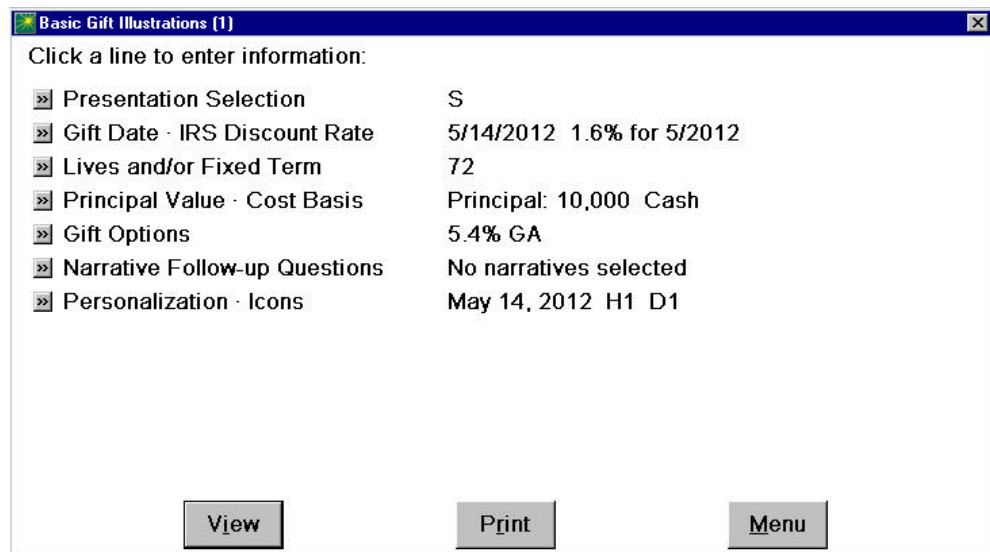 Basic Gift Illustrations (1)
Click a line to enter information:
Presentation Selection S
Gift Date · IRS Discount Rate 5/14/2012 1.6% for 5/2012
Lives and/or Fixed Term 72
Principal Value · Cost Basis Principal: 10,000 Cash
Gift Options 5.4% GA
Narrative Follow-up Questions No narratives selected
Personalization · Icons May 14, 2012 H1 D1
View Print Menu